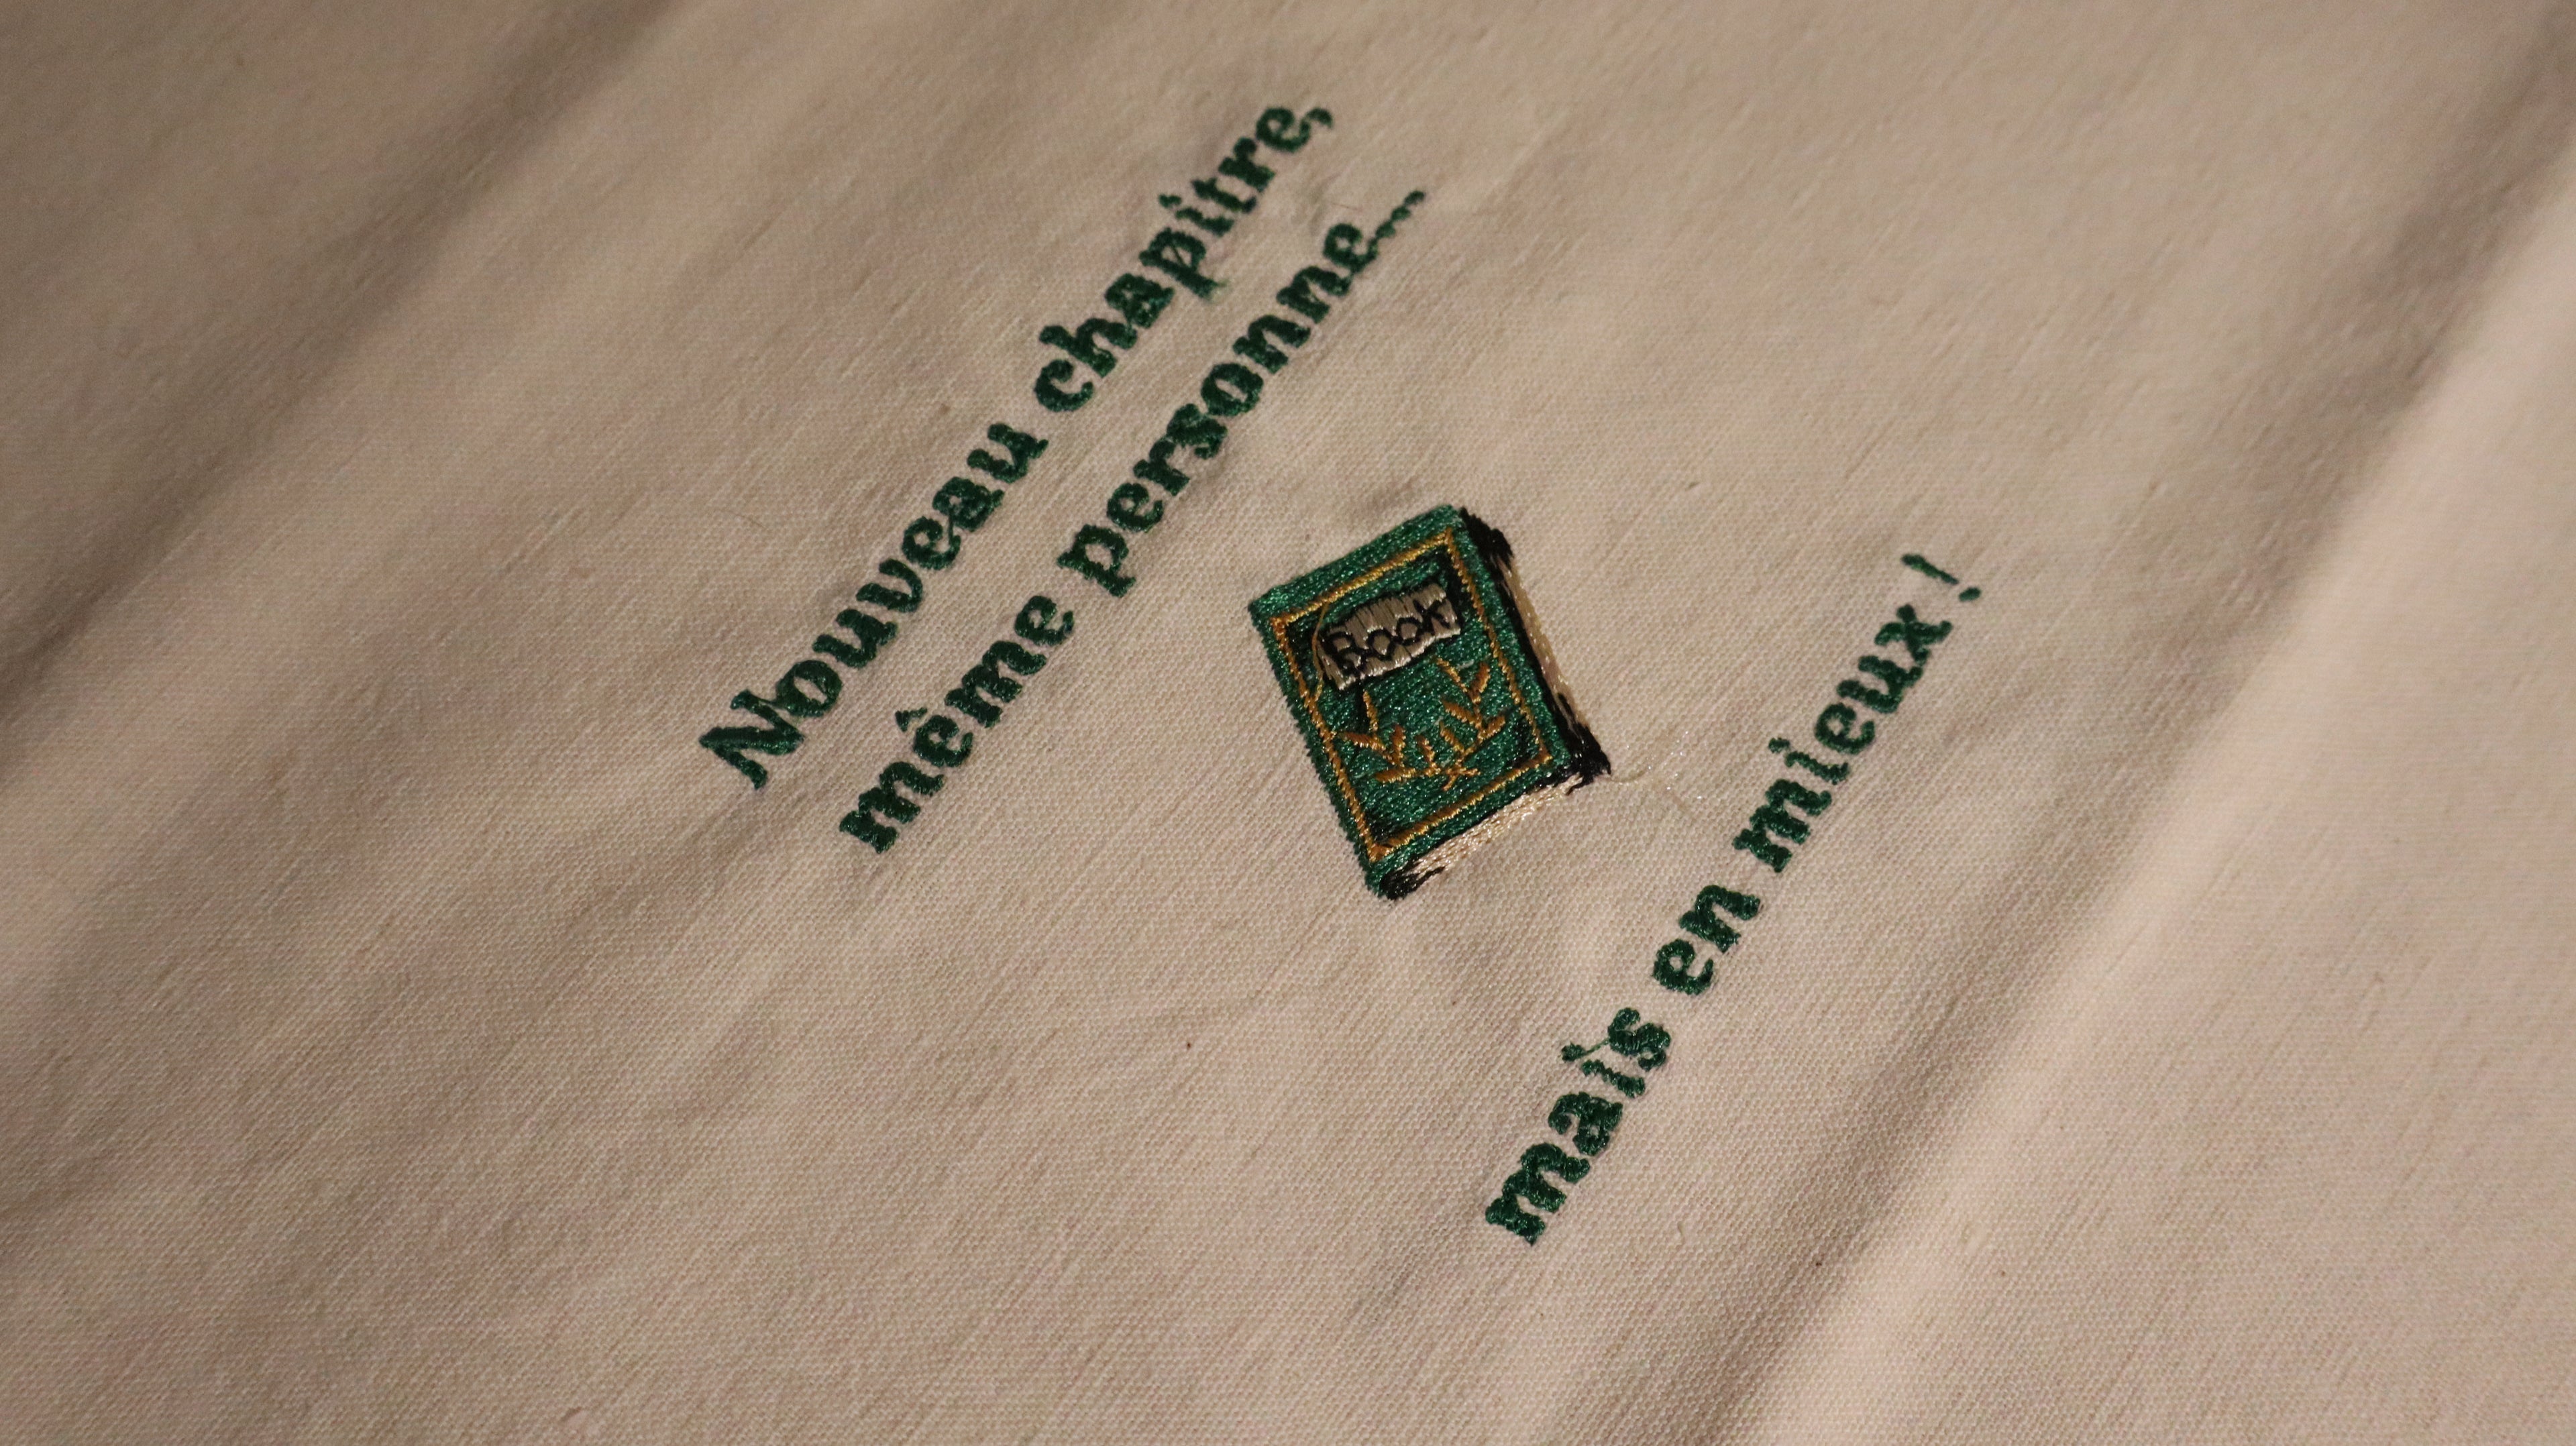 Nouveau chapitre,
même personne...
Book
mais en mieux !